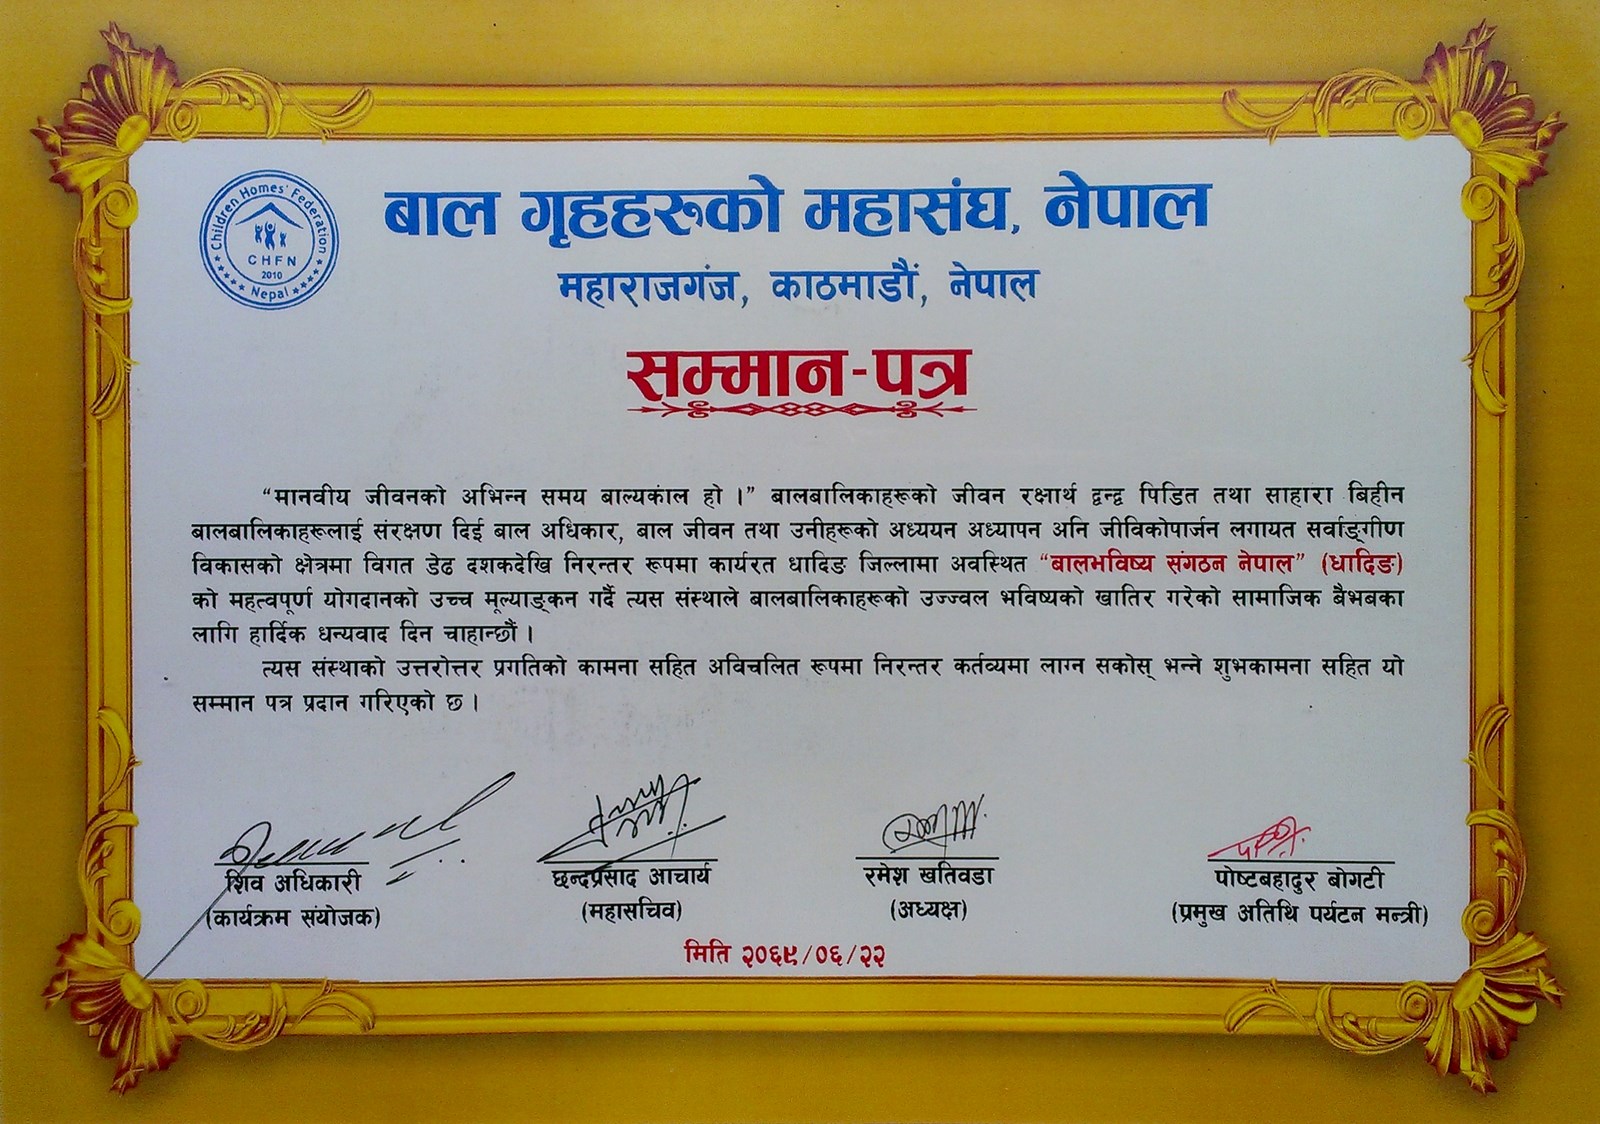 Children Homes' Federation
CHFN
2010
Nepal
बाल गृहहरुको महासंघ, नेपाल
महाराजगंज, काठमाडौं, नेपाल
सम्मान-पत्र
“मानवीय जीवनको अभिन्न समय बाल्यकाल हो ।” बालबालिकाहरूको जीवन रक्षार्थ द्वन्द्व पिडित तथा साहारा बिहीन
बालबालिकाहरूलाई संरक्षण दिई बाल अधिकार, बाल जीवन तथा उनीहरूको अध्ययन अध्यापन अनि जीविकोपार्जन लगायत सर्वाङ्गीण
विकासको क्षेत्रमा विगत डेढ दशकदेखि निरन्तर रूपमा कार्यरत धादिङ जिल्लामा अवस्थित “बालभविष्य संगठन नेपाल” (धादिङ)
को महत्वपूर्ण योगदानको उच्च मूल्याङ्कन गर्दै त्यस संस्थाले बालबालिकाहरूको उज्ज्वल भविष्यको खातिर गरेको सामाजिक बैभबका
लागि हार्दिक धन्यवाद दिन चाहान्छौं ।
त्यस संस्थाको उत्तरोत्तर प्रगतिको कामना सहित अविचलित रूपमा निरन्तर कर्तव्यमा लाग्न सकोस् भन्ने शुभकामना सहित यो
सम्मान पत्र प्रदान गरिएको छ ।
शिव अधिकारी
(कार्यक्रम संयोजक)
छन्दप्रसाद आचार्य
(महासचिव)
रमेश खतिवडा
(अध्यक्ष)
पोष्टबहादुर बोगटी
(प्रमुख अतिथि पर्यटन मन्त्री)
मिति २०६९/०६/२२